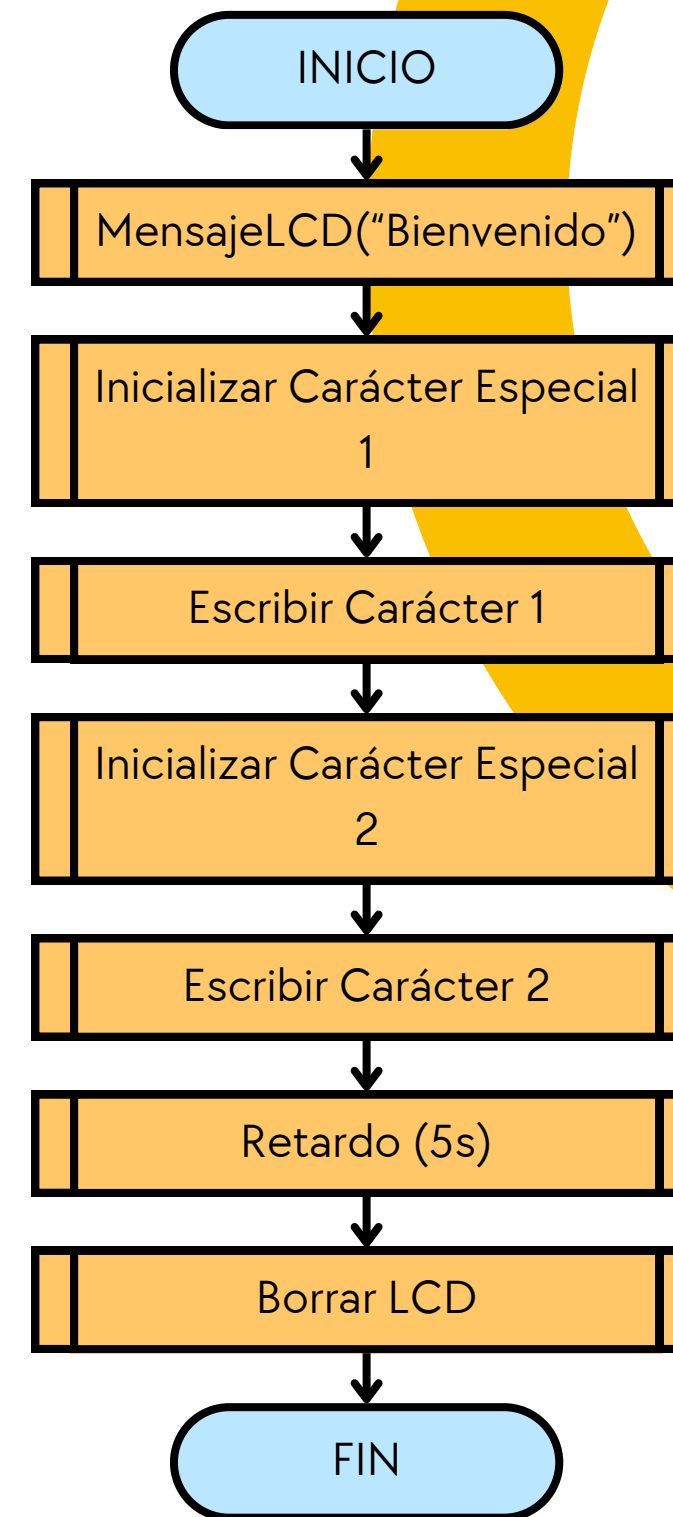 INICIO
MensajeLCD(“Bienvenido”)
Inicializar Carácter Especial
1
Escribir Carácter 1
Inicializar Carácter Especial
2
Escribir Carácter 2
Retardo (5s)
Borrar LCD
FIN